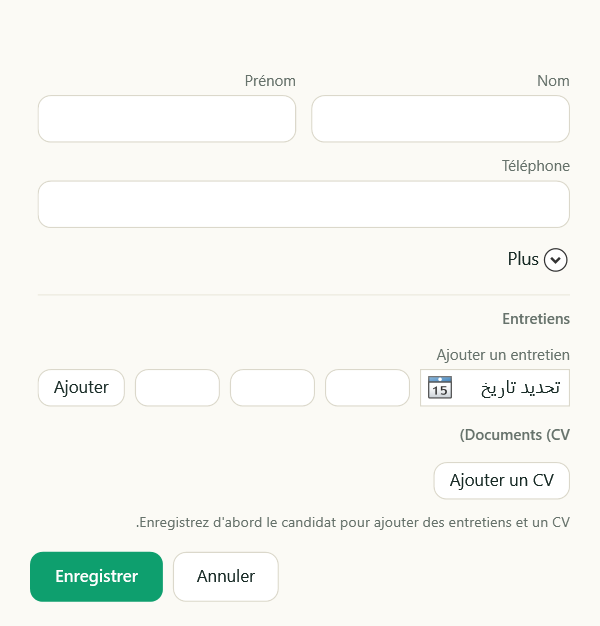 Nom
Prénom
Téléphone
Plus
Entretiens
Ajouter un entretien
تحديد تاريخ
15
Ajouter
(Documents (CV
Ajouter un CV
.Enregistrez d'abord le candidat pour ajouter des entretiens et un CV
Annuler
Enregistrer